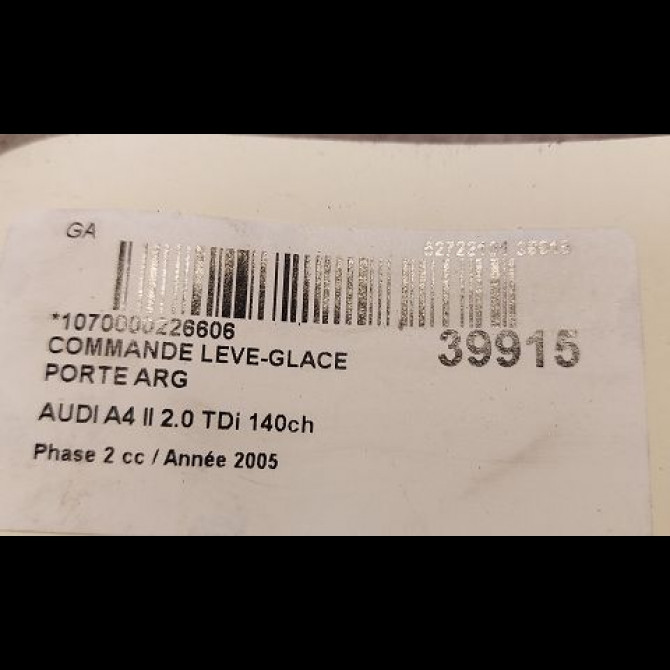 GA
39915
*1070000226606
39915
COMMANDE LEVE-GLACE
PORTE ARG
AUDI A4 II 2.0 TDi 140ch
Phase 2 cc / Année 2005